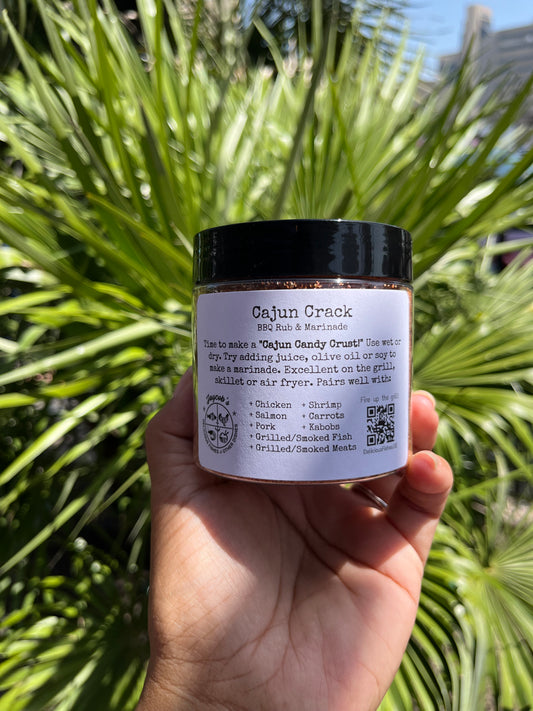 Cajun Crack
BBQ Rub & Marinade
Time to make a "Cajun Candy Crust!" Use wet or
dry. Try adding juice, olive oil or soy to
make a marinade. Excellent on the grill,
skillet or air fryer. Pairs well with:
+ Chicken
+ Salmon
+ Pork
+ Grilled/Smoked Fish
+ Grilled/Smoked Meats
+ Shrimp
+ Carrots
+ Kabobs
Fire up the grill!